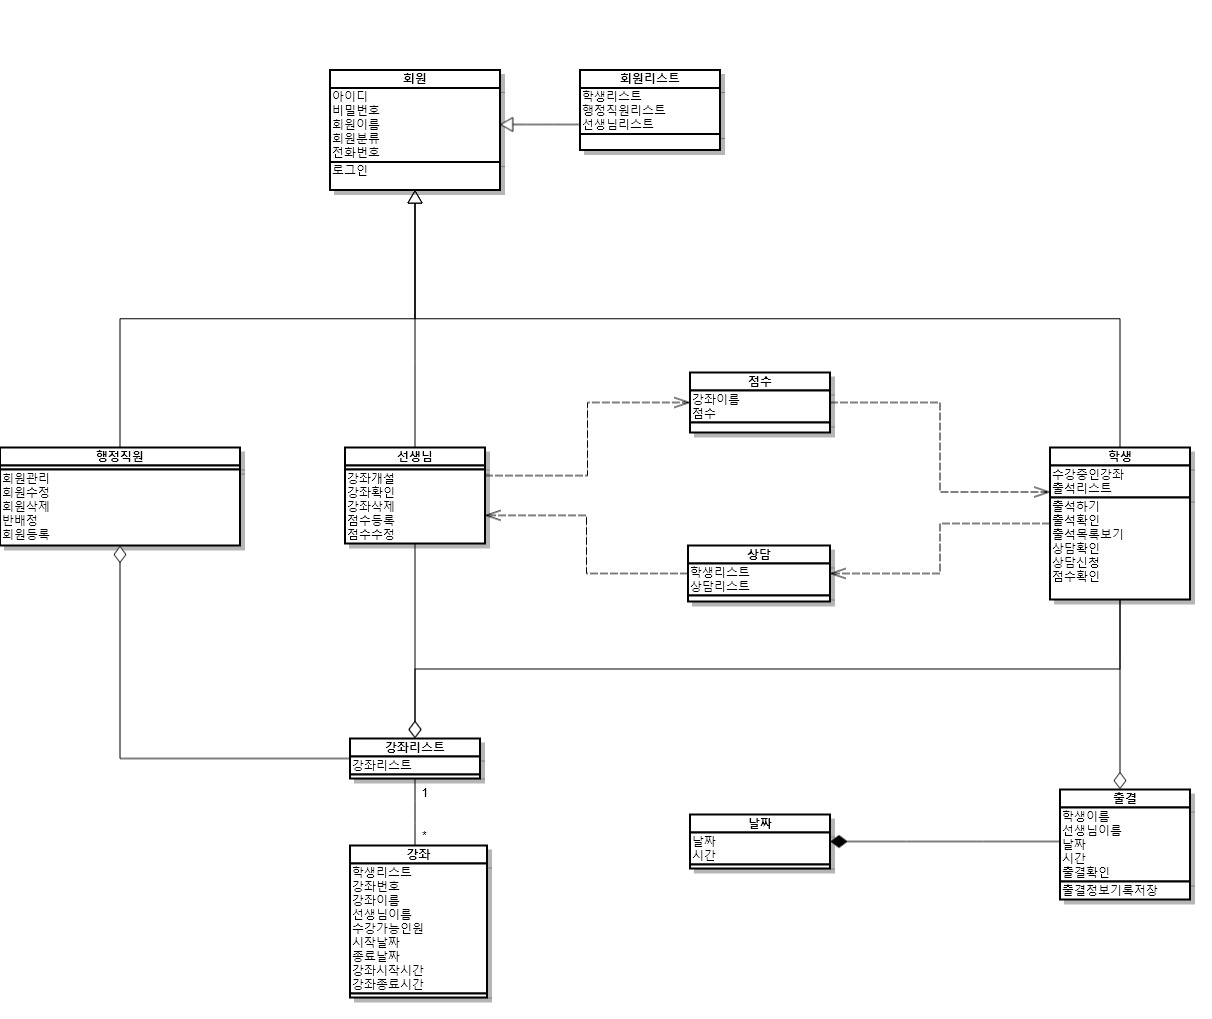 회원
아이디
비밀번호
회원이름
회원분류
전화번호
로그인
회원리스트
학생리스트
행정직원리스트
선생님리스트
점수
강좌이름
점수
행정직원
회원관리
회원수정
회원삭제
반배정
회원등록
선생님
강좌개설
강좌확인
강좌삭제
점수등록
점수수정
학생
수강중인강좌
출석리스트
출석하기
출석확인
출석목록보기
상담확인
상담신청
점수확인
상담
학생리스트
상담리스트
강좌리스트
강좌리스트
1
*
강좌
학생리스트
강좌번호
강좌이름
선생님이름
수강가능인원
시작날짜
종료날짜
강좌시작시간
강좌종료시간
날짜
날짜
시간
출결
학생이름
선생님이름
날짜
시간
출결확인
출결정보기록저장